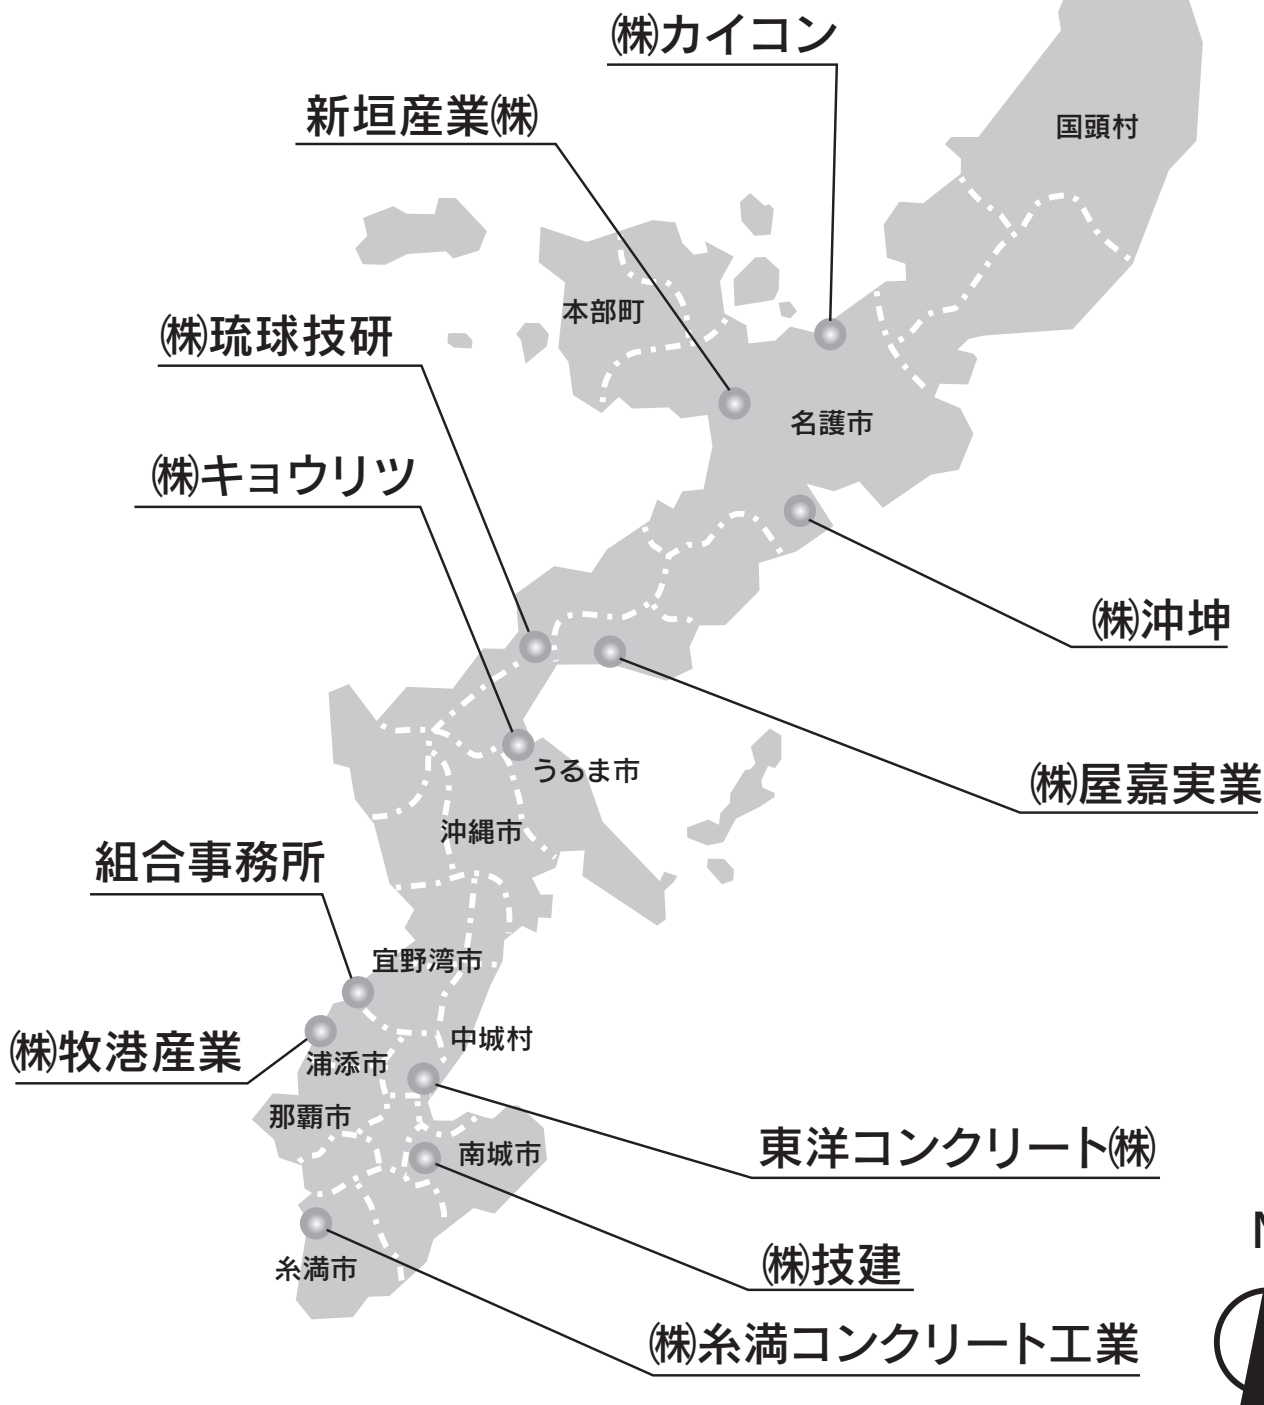 ㈱カイコン
新垣産業㈱
国頭村
本部町
㈱琉球技研
名護市
㈱キョウリツ
㈱沖坤
㈱屋嘉実業
うるま市
沖縄市
組合事務所
宜野湾市
㈱牧港産業
中城村
浦添市
那覇市
東洋コンクリート㈱
南城市
㈱技建
糸満市
㈱糸満コンクリート工業